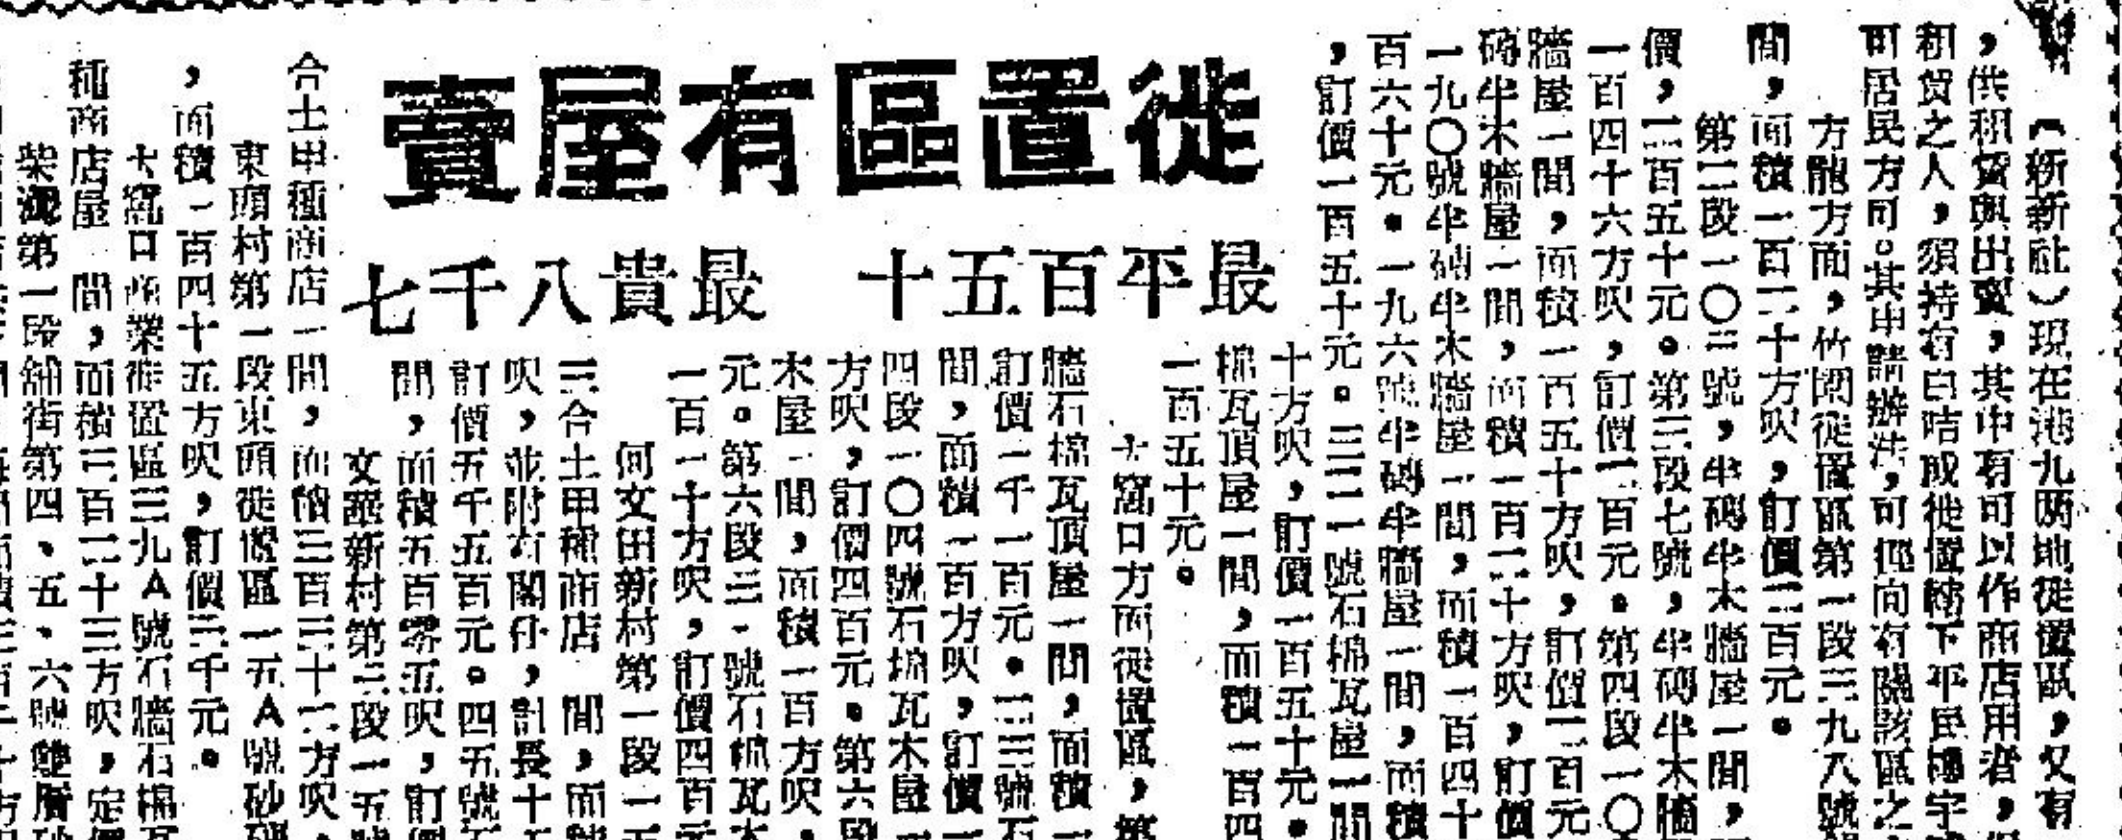 徙置區有屋賣
最平百五十　最貴八千七
（新新社）現在港九兩地徙置區，又有
，供租賃與出賣，其中有可以作商店用者，
租賃之人，須持有白咭或徙置轄下平民
可居民方可。其申請辦法，可逕向有關該區之
方面，竹園徙置區第一段三九八號
間，面積一百二十方呎，訂價二百元。
第二段一〇二號，半磚半木牆屋一間，
價，二百五十元。第三段七號，半磚半木牆
一百四十六方呎，訂價二百元。第四段一〇
牆屋一間，面積一百五十方呎，訂價二百元
磚半木牆屋一間，面積一百二十方呎，訂價
一九〇號半磚半木牆屋一間，面積一百四十
百六十元。一九六號半磚半牆屋一間，面積
，訂價一百五十元。三二一號石棉瓦屋一間
十方呎，訂價一百五十元。
棉瓦頂屋一間，面積一百四
一百五十元。
大窩口方面徙置區，第
牆石棉瓦頂屋一間，面積一
訂價一千一百元。二三號石
間，面積一百方呎，訂價一
四段一〇四號石棉瓦木屋一
方呎，訂價四百元。第六段
木屋一間，面積一百方呎，
元。第六段三一號石棉瓦木
一百一十方呎，訂價四百元
何文田新村第一段一五
三合土甲種商店　間，面積
呎，並附有閣仔，計長十五
訂價五千五百元。四五號石
間，面積五百零五呎，訂價
文華新村第三段一五號
合土甲種商店一間，面積三百三十二方呎，
東頭村第一段東頭徙置區一五A號砂磚
，面積一百四十五方呎，訂價三千元。
大窩口商業徙置區三九A號石牆石棉瓦
種商店屋　間，面積三百二十三方呎，定價
柴灣第一段舖街第四、五、六號雙層砂